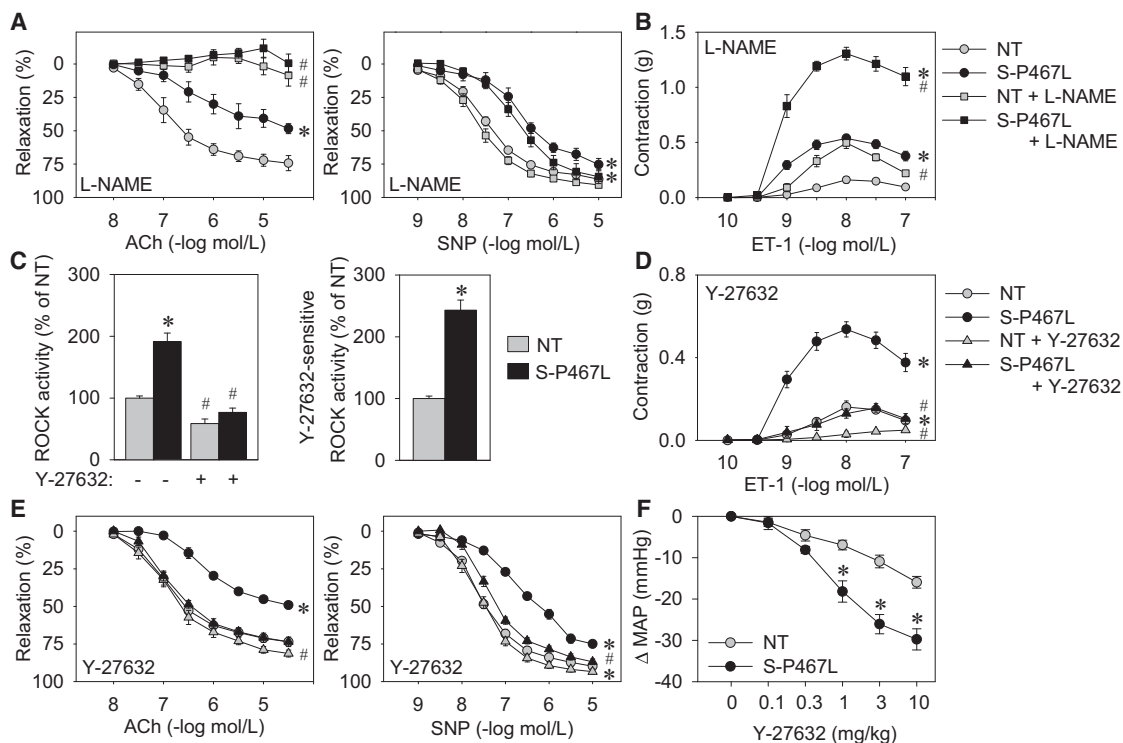 A
Relaxation (%)
0
25
50
75
100
L-NAME
#
#
*
8
7
6
5
ACh (-log mol/L)
Relaxation (%)
0
25
50
75
100
L-NAME
*
*
9
8
7
6
5
SNP (-log mol/L)
B
Contraction (g)
1.5
1.0
0.5
0.0
L-NAME
*
#
*
#
10
9
8
7
ET-1 (-log mol/L)
NT
S-P467L
NT + L-NAME
S-P467L
+ L-NAME
C
ROCK activity (% of NT)
300
200
100
0
*
#
#
Y-27632:
-
-
+
+
Y-27632-sensitive
ROCK activity (% of NT)
300
200
100
0
*
NT
S-P467L
D
Contraction (g)
0.8
0.4
0.0
Y-27632
*
#
*
#
10
9
8
7
ET-1 (-log mol/L)
NT
S-P467L
NT + Y-27632
S-P467L
+ Y-27632
E
Relaxation (%)
0
25
50
75
100
Y-27632
*
#
8
7
6
5
ACh (-log mol/L)
Relaxation (%)
0
25
50
75
100
Y-27632
*
#
*
9
8
7
6
5
SNP (-log mol/L)
F
Δ MAP (mmHg)
0
-10
-20
-30
-40
*
*
*
NT
S-P467L
0
0.1
0.3
1
3
10
Y-27632 (mg/kg)